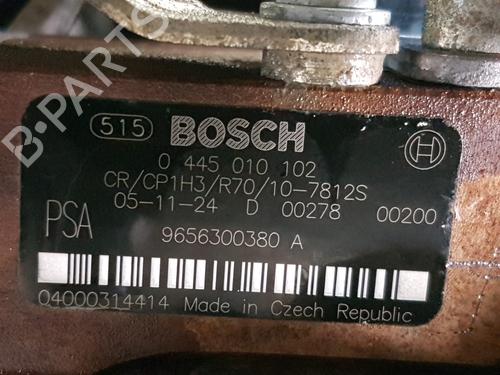 515 BOSCH
0 445 010 102
CR/CP1H3/R70/10-7812S
05-11-24 D 00278 00200
PSA
9656300380 A
04000314414 Made in Czech Republic